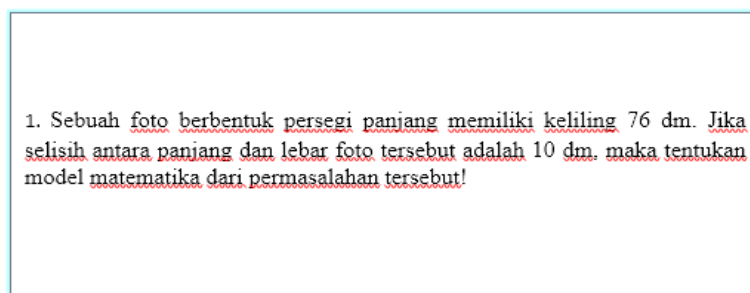 1. Sebuah foto berbentuk persegi panjang memiliki keliling 76 dm. Jika
selisih antara panjang dan lebar foto tersebut adalah 10 dm, maka tentukan
model matematika dari permasalahan tersebut!